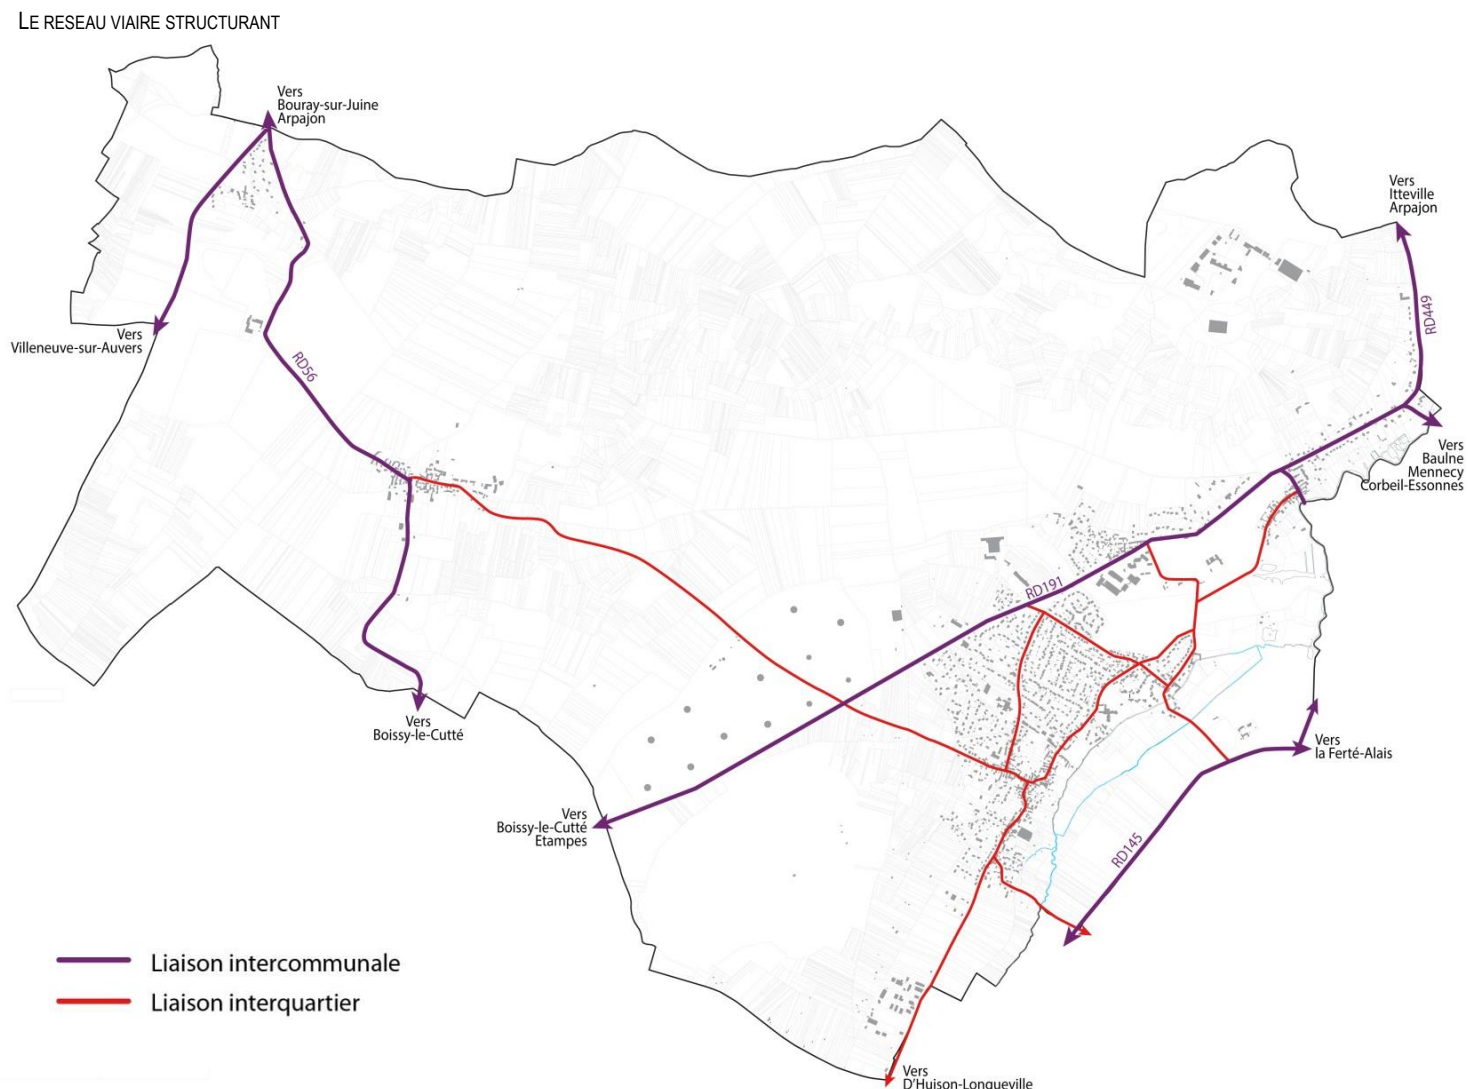 LE RESEAU VIAIRE STRUCTURANT
Vers
Bouray-sur-Juine
Arpajon
Vers
Itteville
Arpajon
RD449
Vers
Villeneuve-sur-Auvers
RD56
Vers
Baulne
Mennecy
Corbeil-Essonnes
RD191
Vers
Boissy-le-Cutté
Vers
la Ferté-Alais
Vers
Boissy-le-Cutté
Etampes
RD145
Liaison intercommunale
Liaison interquartier
Vers
D'Huison-Longueville